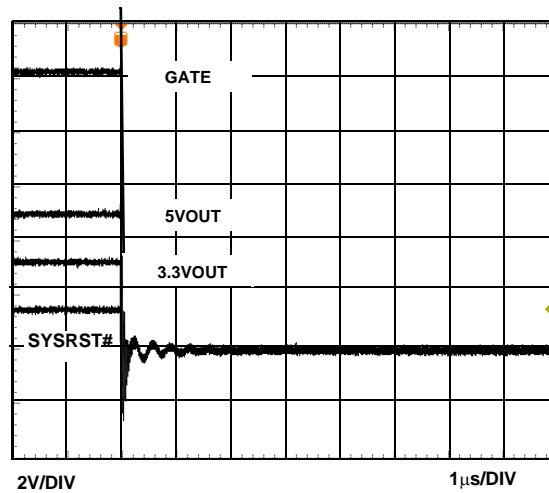 GATE
5VOUT
3.3VOUT
SYSRST#
2V/DIV
1μs/DIV